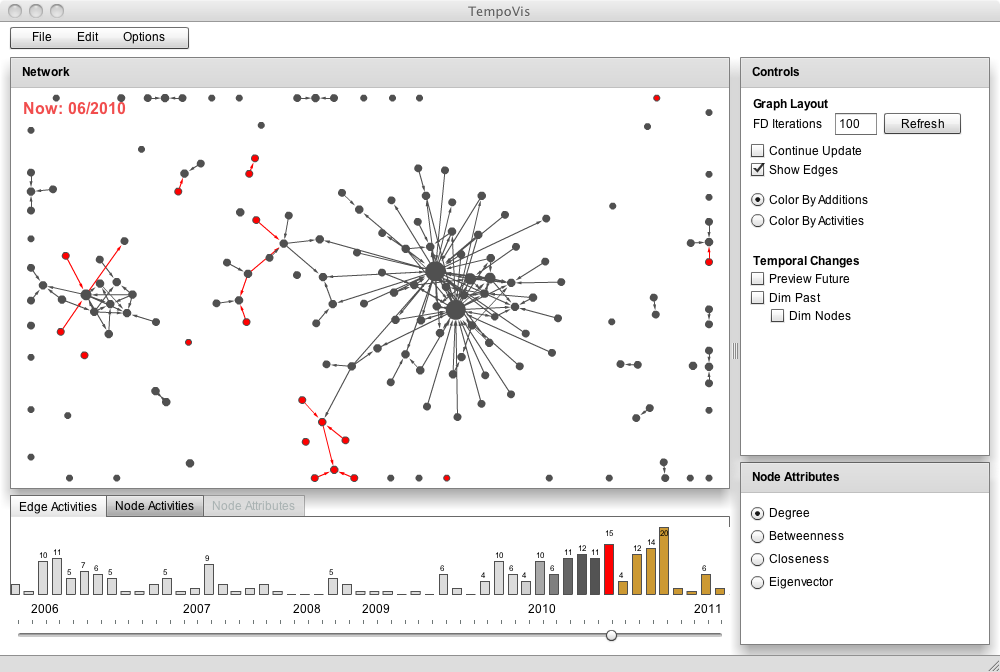 TempoVis
File Edit Options
Network
Now: 06/2010
Controls
Graph Layout
FD Iterations 100 Refresh
Continue Update
Show Edges
Color By Additions
Color By Activities
Temporal Changes
Preview Future
Dim Past
Dim Nodes
Node Attributes
Degree
Betweenness
Closeness
Eigenvector
Edge Activities Node Activities Node Attributes
10 11 5 7 6 5 5 9 5 6 4 10 6 4 10 6 11 12 11 15 4 12 14 20 6
2006 2007 2008 2009 2010 2011